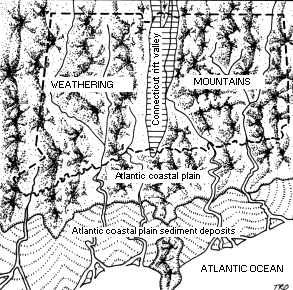 Connecticut rift valley
WEATHERING
MOUNTAINS
Atlantic coastal plain
Atlantic coastal plain sediment deposits
ATLANTIC OCEAN
TRO